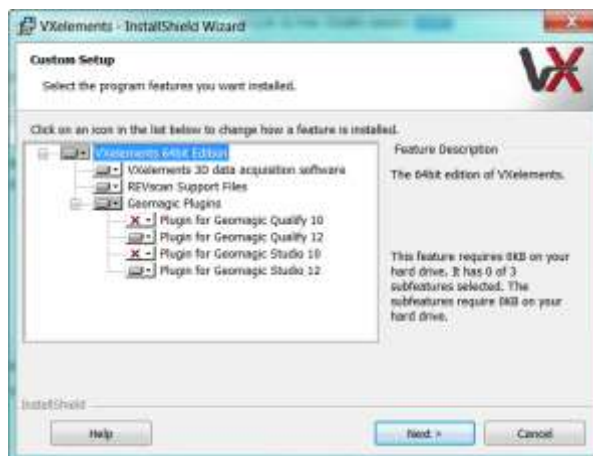 VXelements - InstallShield Wizard
Custom Setup
Select the program features you want installed.
VX
Click on an icon in the list below to change how a feature is installed.
VXelements 64bit Edition
VXelements 3D data acquisition software
REVscan Support Files
Geomagic Plugins
Plugin for Geomagic Qualify 10
Plugin for Geomagic Qualify 12
Plugin for Geomagic Studio 10
Plugin for Geomagic Studio 12
Feature Description
The 64bit edition of VXelements.
This feature requires 0KB on your
hard drive. It has 0 of 3
subfeatures selected. The
subfeatures require 0KB on your
hard drive.
InstallShield
Help
Next >
Cancel